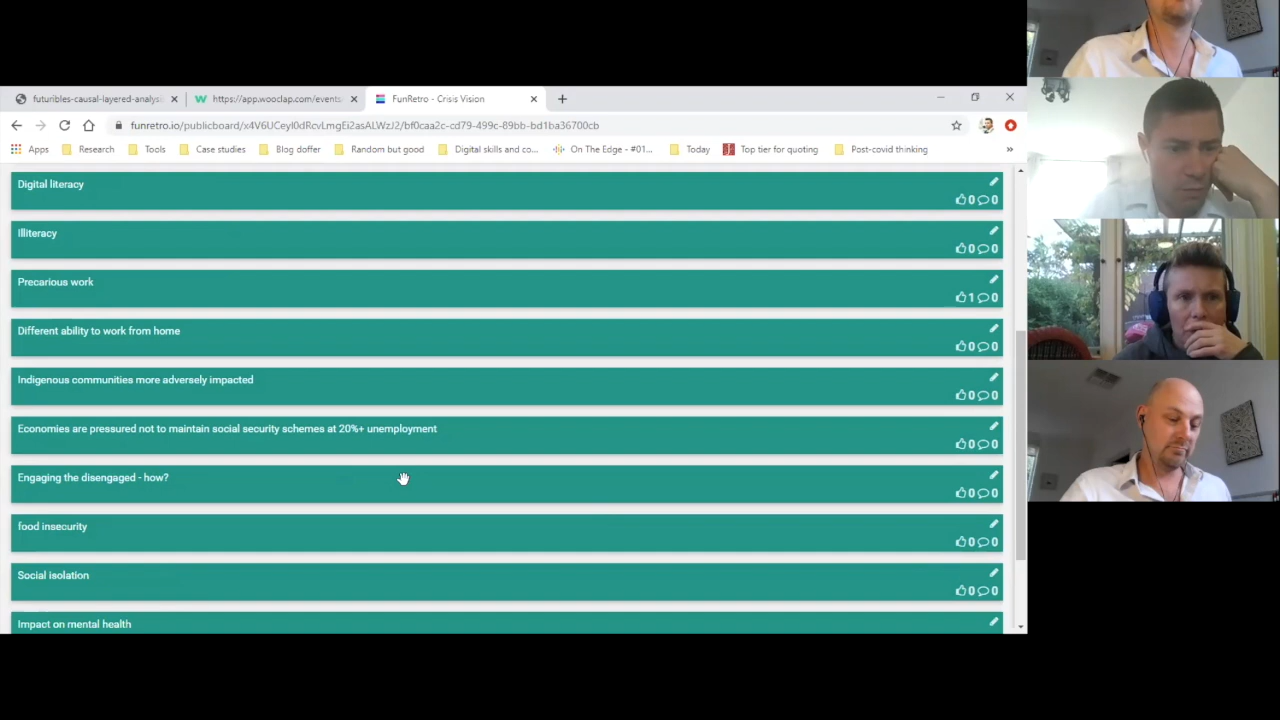 futuribles-causal-layered-analysis
https://app.wooclap.com/events/
FunRetro - Crisis Vision
funretro.io/publicboard/x4V6UCeyI0dRcvLmgEi2asALWzJ2/bf0caa2c-cd79-499c-89bb-bd1ba36700cb
Apps Research Tools Case studies Blog doffer Random but good Digital skills and co... On The Edge - #01... Today Top tier for quoting Post-covid thinking »
Digital literacy
0 0
Illiteracy
0 0
Precarious work
1 0
Different ability to work from home
0 0
Indigenous communities more adversely impacted
0 0
Economies are pressured not to maintain social security schemes at 20%+ unemployment
0 0
Engaging the disengaged - how?
0 0
food insecurity
0 0
Social isolation
0 0
Impact on mental health